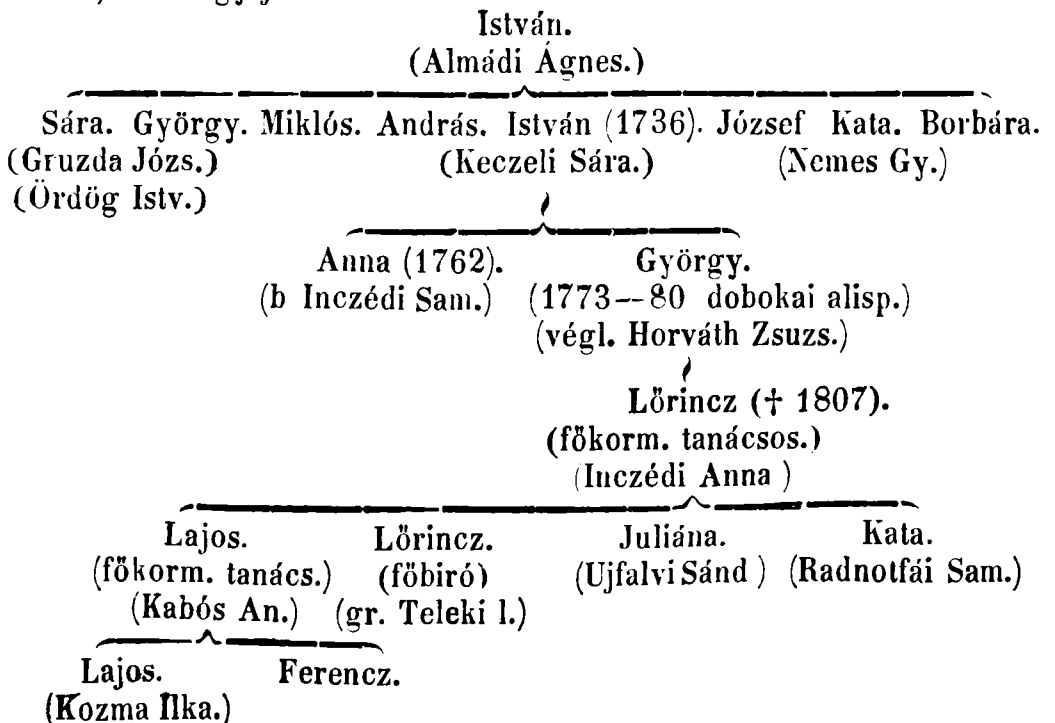 István.
(Almádi Ágnes.)
Sára. György. Miklós. András. István (1736). József Kata. Borbára.
(Gruzda Józs.) (Keczeli Sára.) (Nemes Gy.)
(Ördög Istv.)
Anna (1762). György.
(b Inczédi Sam.) (1773—80 dobokai alisp.)
(végl. Horváth Zsuzs.)
Lőrincz († 1807).
(főkorm. tanácsos.)
(Inczédi Anna )
Lajos. Lőrincz. Juliána. Kata.
(főkorm. tanács.) (főbiró) (Ujfalvi Sánd ) (Radnotfái Sam.)
(Kabós An.) (gr. Teleki l.)
Lajos. Ferencz.
(Kozma Ilka.)